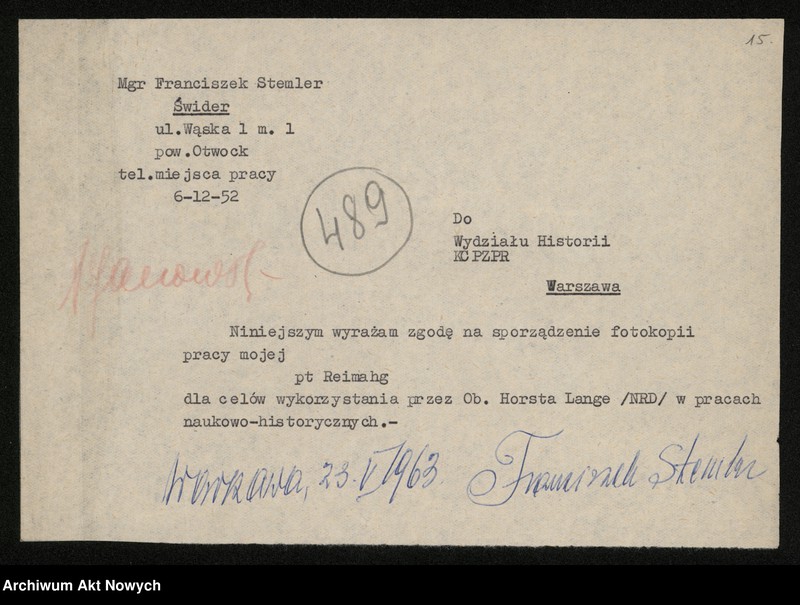 15.
Mgr Franciszek Stemler
Świder
ul.Wąska 1 m. 1
pow.Otwock
tel.miejsca pracy
6-12-52
489
Do
Wydziału Historii
KC PZPR
Warszawa
Niniejszym wyrażam zgodę na sporządzenie fotokopii
pracy mojej
pt Reimahg
dla celów wykorzystania przez Ob. Horsta Lange /NRD/ w pracach
naukowo-historycznych.-
Warszawa, 23.V 1963. Franciszek Stemler
Archiwum Akt Nowych